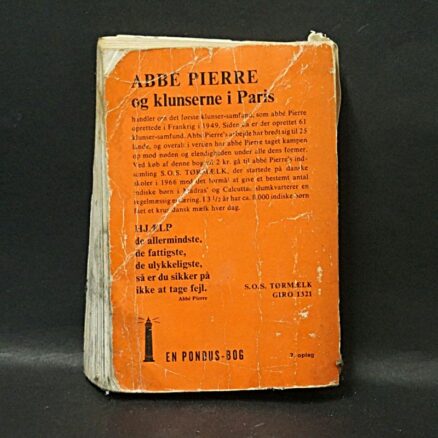 ABBE PIERRE
og klunserne i Paris
handler om det første klunser-samfund, som abbé Pierre
oprettede i Frankrig i 1949. Siden da er der oprettet 61
klunser-samfund. Abbé Pierre's arbejde har bredt sig til 25
lande, og overalt i verden har abbe Pierre taget kampen
op mod nøden og elendigheden under alle dens former.
Ved køb af denne bog 2 kr. gå til abbé Pierre's ind-
samling S.O.S. TØRMÆLK, der startede på danske
skoler i 1966 med det formål at give et bestemt antal
indiske børn i Madras' og Calcutta's slumkvarterer en
regelmæssig ernæring. I 3 1/2 år har ca. 8.000 indiske børn
fået et krus dansk mælk hver dag.
HJÆLP
de allermindste,
de fattigste,
de ulykkeligste,
så er du sikker på
ikke at tage fejl.
Abbé Pierre
S.O.S. TØRMÆLK
GIRO 1321
EN PONDUS-BOG
oplag